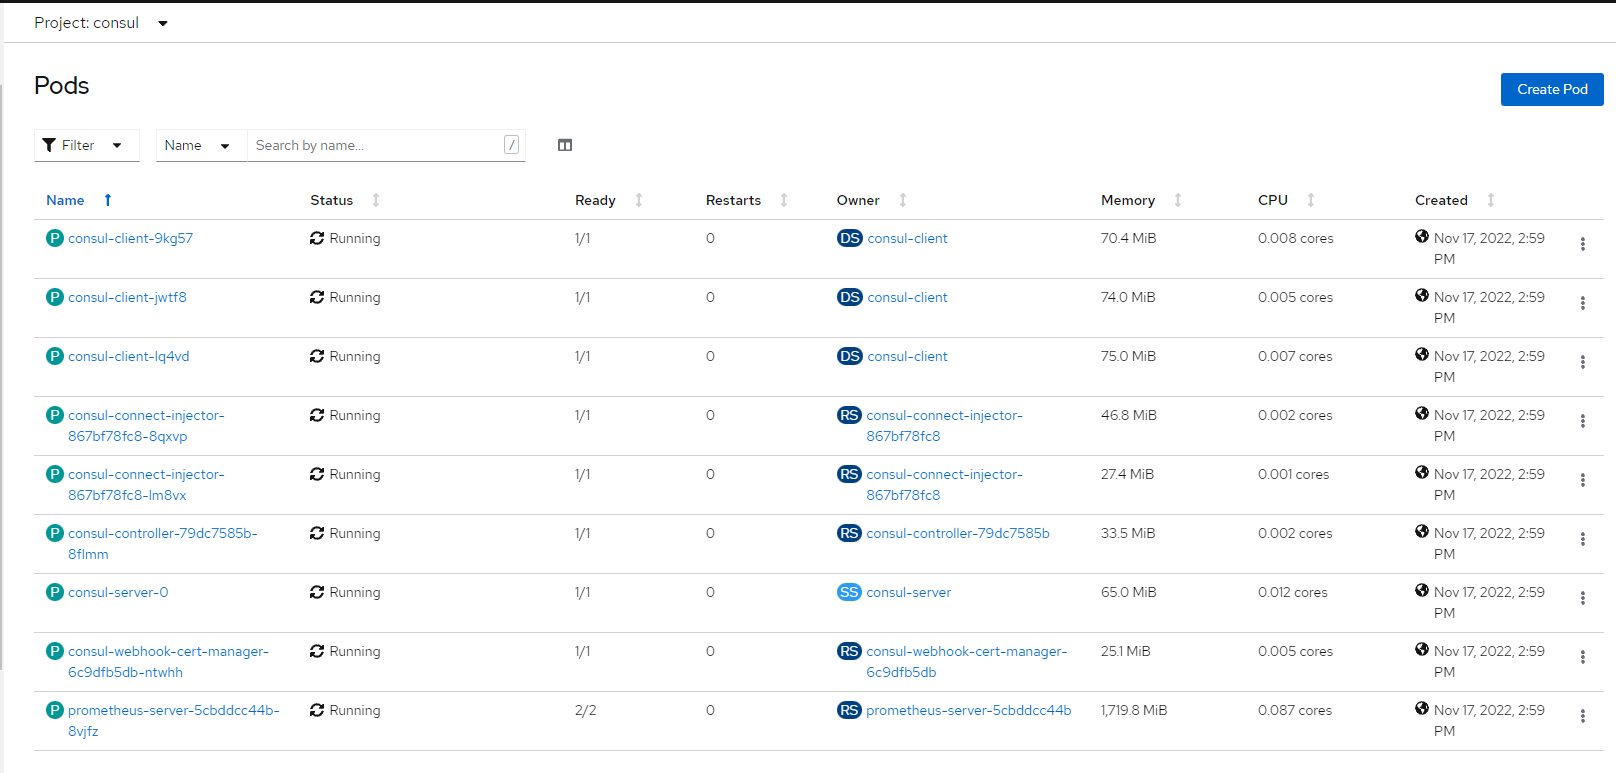 Project: consul
Pods
Create Pod
Filter
Name
Search by name...
/
Name Status Ready Restarts Owner Memory CPU Created
P consul-client-9kg57 Running 1/1 0 DS consul-client 70.4 MiB 0.008 cores Nov 17, 2022, 2:59
PM
P consul-client-jwtf8 Running 1/1 0 DS consul-client 74.0 MiB 0.005 cores Nov 17, 2022, 2:59
PM
P consul-client-lq4vd Running 1/1 0 DS consul-client 75.0 MiB 0.007 cores Nov 17, 2022, 2:59
PM
P consul-connect-injector- Running 1/1 0 RS consul-connect-injector- 46.8 MiB 0.002 cores Nov 17, 2022, 2:59
867bf78fc8-8qxvp 867bf78fc8 PM
P consul-connect-injector- Running 1/1 0 RS consul-connect-injector- 27.4 MiB 0.001 cores Nov 17, 2022, 2:59
867bf78fc8-lm8vx 867bf78fc8 PM
P consul-controller-79dc7585b- Running 1/1 0 RS consul-controller-79dc7585b 33.5 MiB 0.002 cores Nov 17, 2022, 2:59
8flmm PM
P consul-server-0 Running 1/1 0 SS consul-server 65.0 MiB 0.012 cores Nov 17, 2022, 2:59
PM
P consul-webhook-cert-manager- Running 1/1 0 RS consul-webhook-cert-manager- 25.1 MiB 0.005 cores Nov 17, 2022, 2:59
6c9dfb5db-ntwhh 6c9dfb5db PM
P prometheus-server-5cbddcc44b- Running 2/2 0 RS prometheus-server-5cbddcc44b 1,719.8 MiB 0.087 cores Nov 17, 2022, 2:59
8vjfz PM